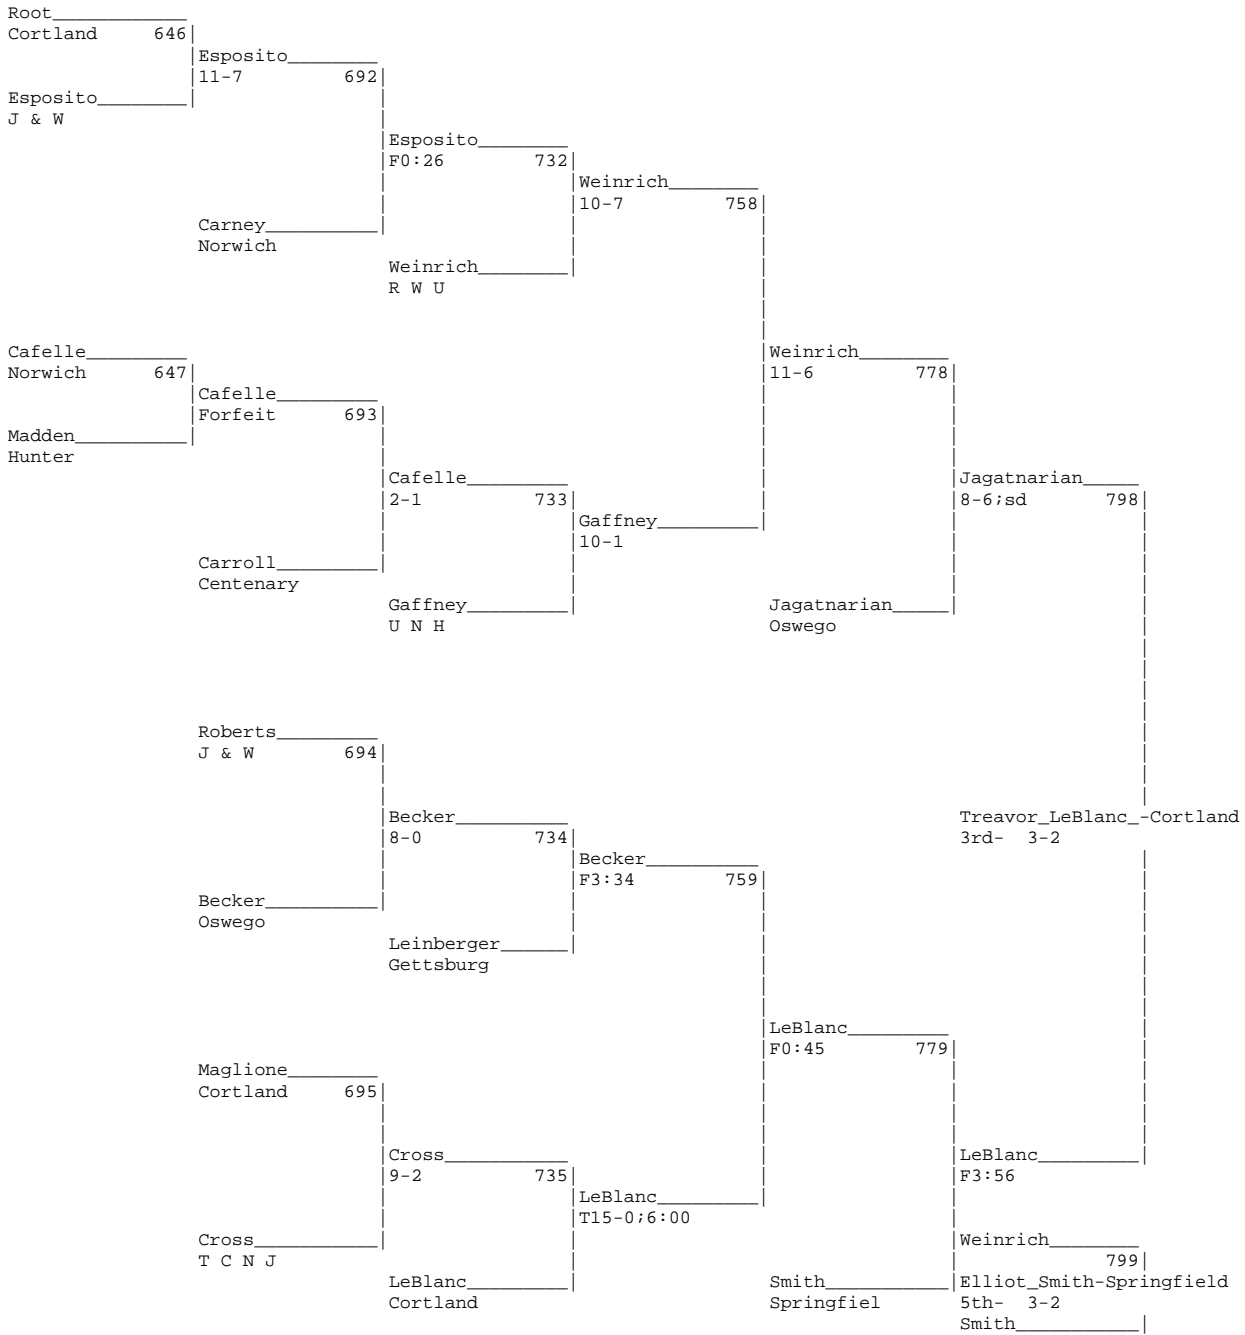 Root
Cortland 646
Esposito
11-7 692
Esposito
J & W
Esposito
F0:26 732
Weinrich
10-7 758
Carney
Norwich
Weinrich
R W U
Cafelle Weinrich
Norwich 647 11-6 778
Cafelle
Forfeit 693
Madden
Hunter
Cafelle Jagatnarian
2-1 733 8-6;sd 798
Gaffney
10-1
Carroll
Centenary
Gaffney Jagatnarian
U N H Oswego
Roberts
J & W 694
Becker Treavor_LeBlanc_-Cortland
8-0 734 3rd- 3-2
Becker
F3:34 759
Becker
Oswego
Leinberger
Gettsburg
LeBlanc
F0:45 779
Maglione
Cortland 695
Cross LeBlanc
9-2 735 F3:56
LeBlanc
T15-0;6:00
Cross Weinrich
T C N J 799
LeBlanc Smith Elliot_Smith-Springfield
Cortland Springfiel 5th- 3-2
Smith